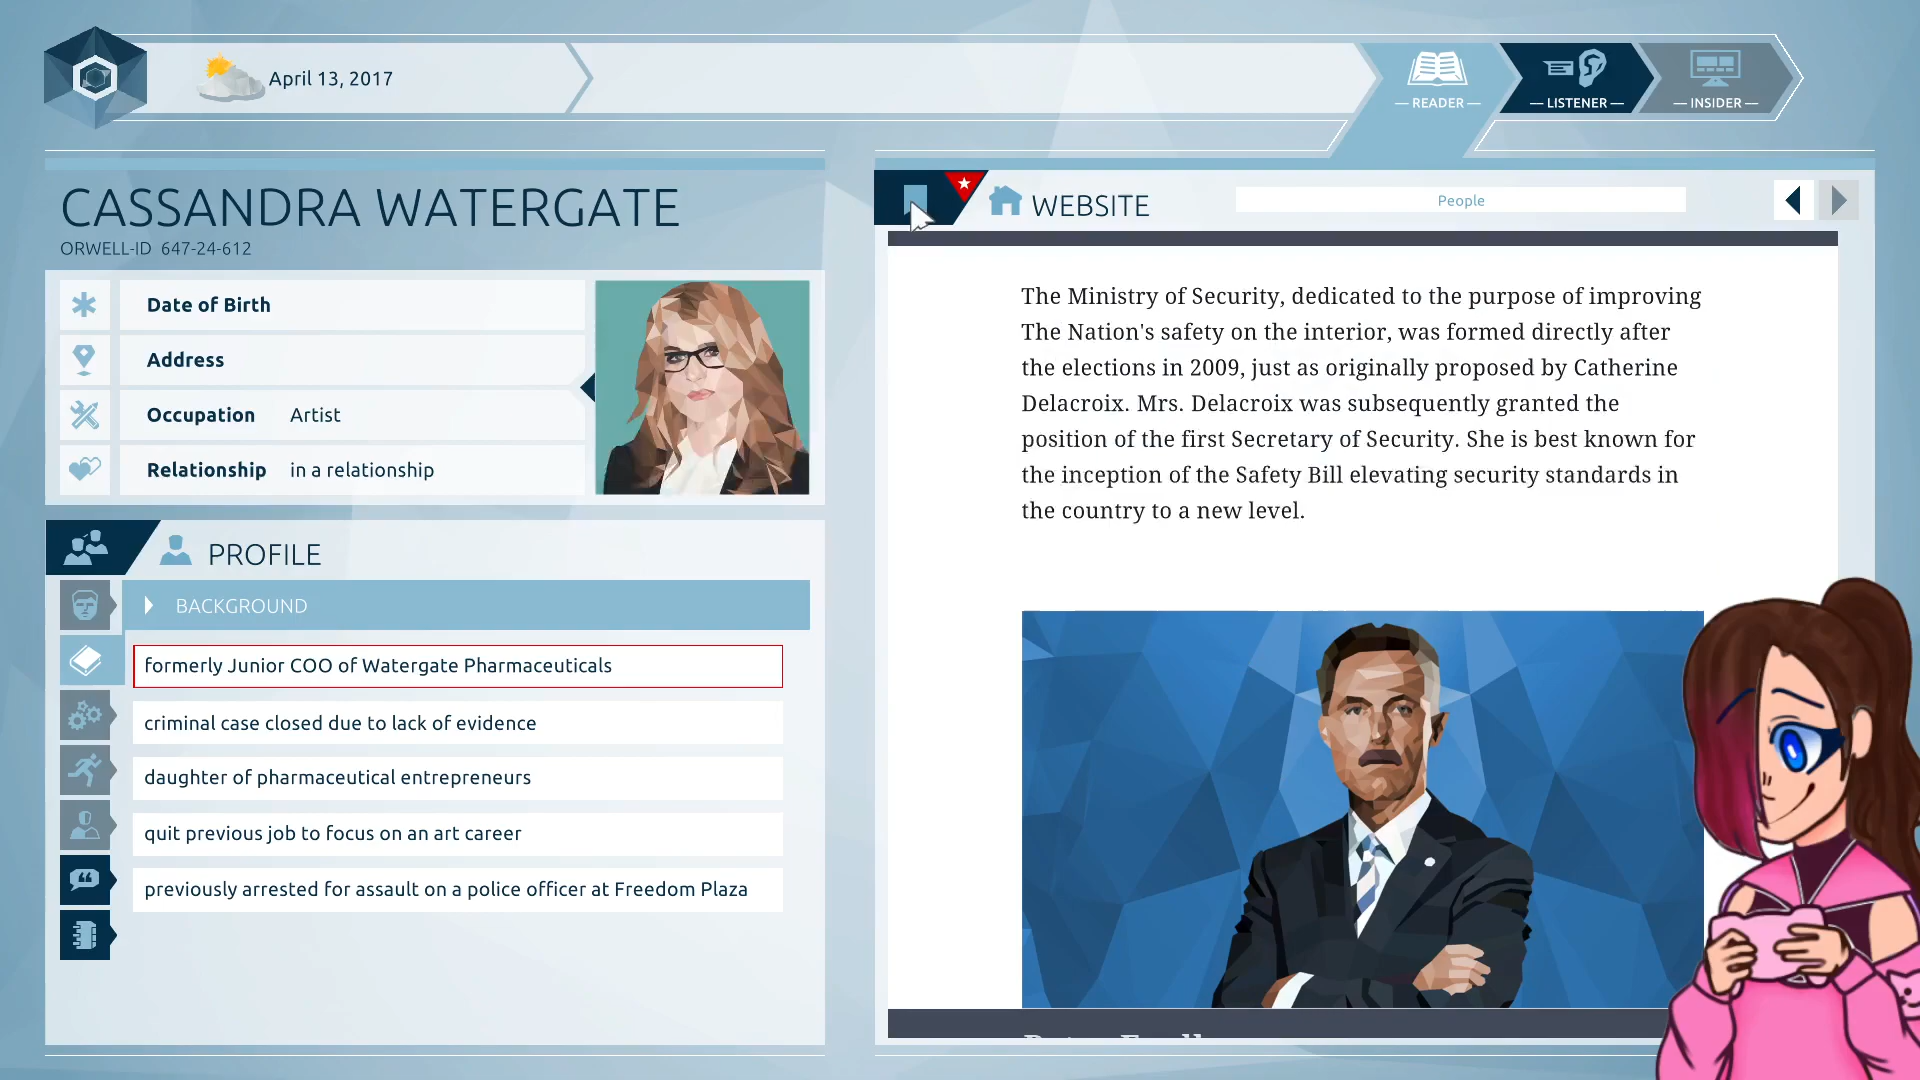 April 13, 2017
— READER —
— LISTENER —
— INSIDER —
CASSANDRA WATERGATE
ORWELL-ID 647-24-612
Date of Birth
Address
Occupation Artist
Relationship in a relationship
PROFILE
BACKGROUND
formerly Junior COO of Watergate Pharmaceuticals
criminal case closed due to lack of evidence
daughter of pharmaceutical entrepreneurs
quit previous job to focus on an art career
previously arrested for assault on a police officer at Freedom Plaza
WEBSITE
People
The Ministry of Security, dedicated to the purpose of improving
The Nation's safety on the interior, was formed directly after
the elections in 2009, just as originally proposed by Catherine
Delacroix. Mrs. Delacroix was subsequently granted the
position of the first Secretary of Security. She is best known for
the inception of the Safety Bill elevating security standards in
the country to a new level.